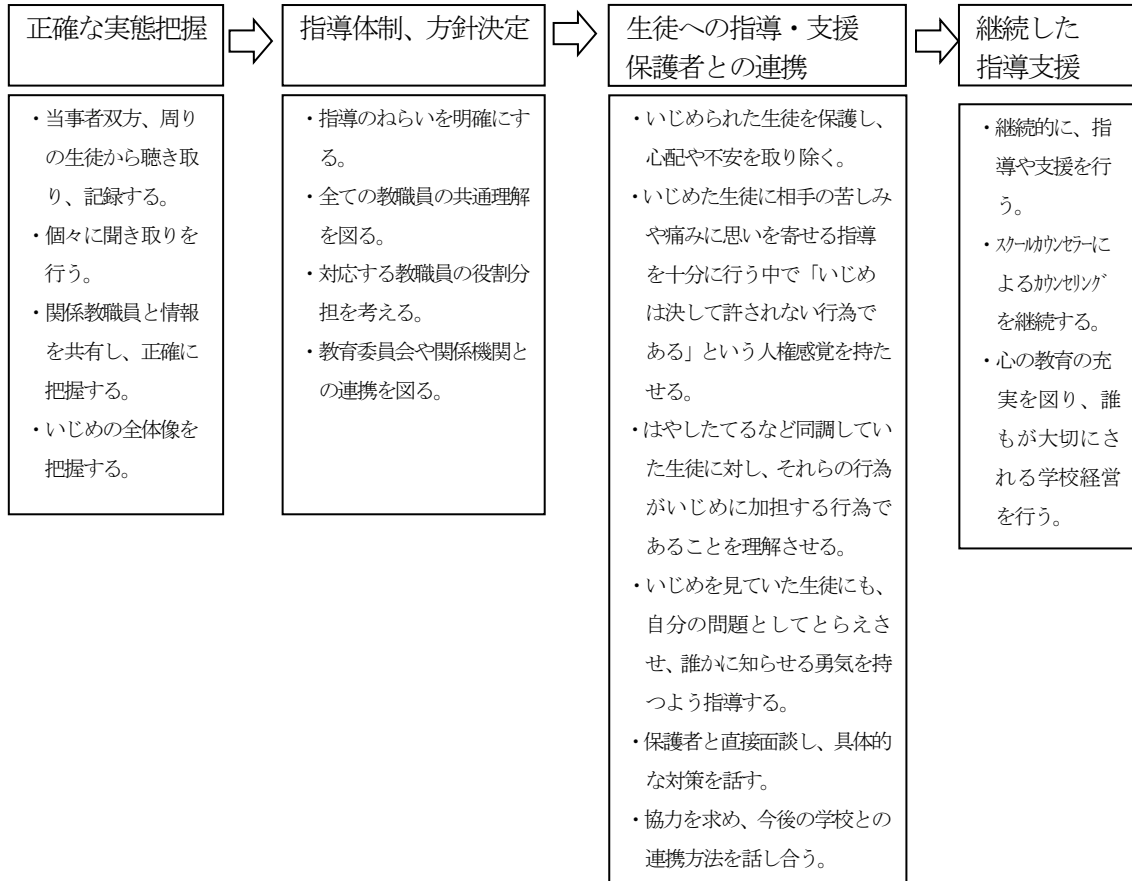 正確な実態把握
・当事者双方、周り
の生徒から聴き取
り、記録する。
・個々に聞き取りを
行う。
・関係教職員と情報
を共有し、正確に
把握する。
・いじめの全体像を
把握する。
指導体制、方針決定
・指導のねらいを明確にす
る。
・全ての教職員の共通理解
を図る。
・対応する教職員の役割分
担を考える。
・教育委員会や関係機関と
の連携を図る。
生徒への指導・支援
保護者との連携
・いじめられた生徒を保護し、
心配や不安を取り除く。
・いじめた生徒に相手の苦しみ
や痛みに思いを寄せる指導
を十分に行う中で「いじめ
は決して許されない行為で
ある」という人権感覚を持た
せる。
・はやしたてるなど同調してい
た生徒に対し、それらの行為
がいじめに加担する行為で
あることを理解させる。
・いじめを見ていた生徒にも、
自分の問題としてとらえさ
せ、誰かに知らせる勇気を持
つよう指導する。
・保護者と直接面談し、具体的
な対策を話す。
・協力を求め、今後の学校との
連携方法を話し合う。
継続した
指導支援
・継続的に、指
導や支援を行
う。
・ｽｸｰﾙｶｳﾝｾﾗｰに
よるｶｳﾝｾﾘﾝｸﾞ
を継続する。
・心の教育の充
実を図り、誰
もが大切にさ
れる学校経営
を行う。